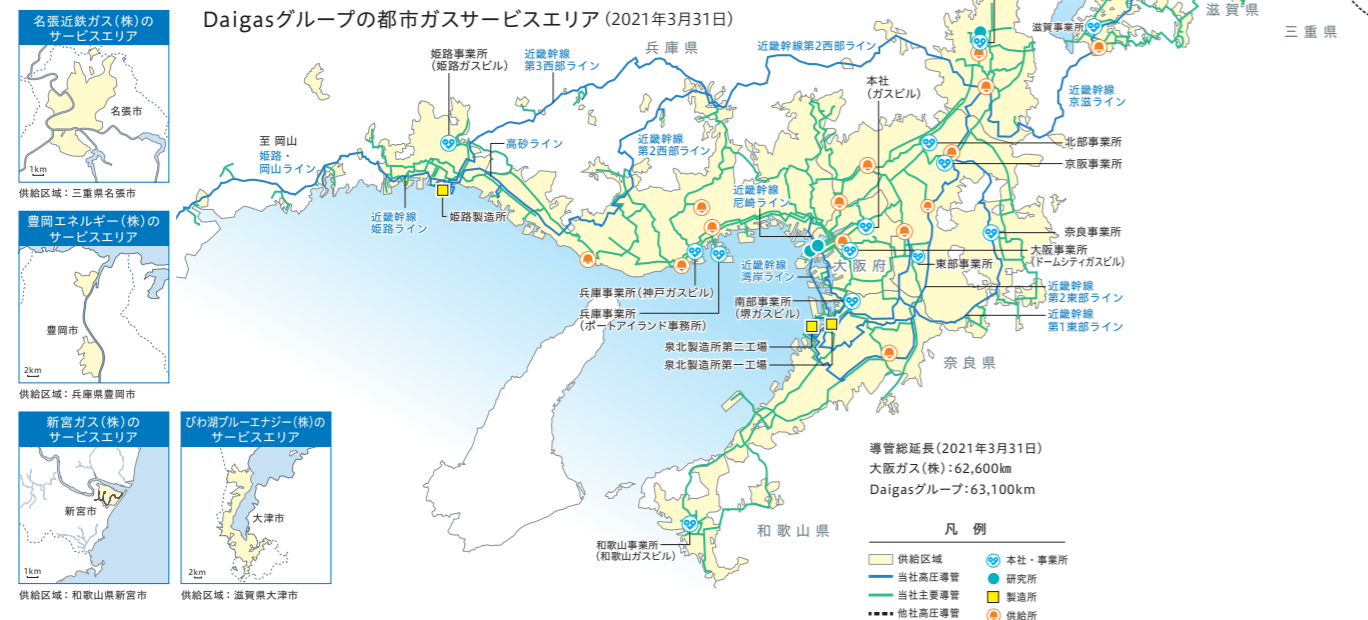 Daigasグループの都市ガスサービスエリア(2021年3月31日)
名張近鉄ガス(株)の
サービスエリア
名張市
1km
供給区域：三重県名張市
豊岡エネルギー(株)の
サービスエリア
豊岡市
2km
供給区域：兵庫県豊岡市
新宮ガス(株)の
サービスエリア
新宮市
1km
供給区域：和歌山県新宮市
びわ湖ブルーエナジー(株)の
サービスエリア
大津市
2km
供給区域：滋賀県大津市
滋賀県
三重県
滋賀事業所
兵庫県
近畿幹線第2西部ライン
姫路事業所
(姫路ガスビル)
近畿幹線
第3西部ライン
本社
(ガスビル)
近畿幹線
京滋ライン
至 岡山
姫路・
岡山ライン
高砂ライン
近畿幹線
第2西部ライン
北部事業所
京阪事業所
近畿幹線
尼崎ライン
近畿幹線
姫路ライン
姫路製造所
奈良事業所
大阪事業所
(ドームシティガスビル)
東部事業所
大阪府
近畿幹線
湾岸ライン
兵庫事業所(神戸ガスビル)
兵庫事業所
(ポートアイランド事務所)
南部事業所
(堺ガスビル)
近畿幹線
第2東部ライン
近畿幹線
第1東部ライン
泉北製造所第二工場
泉北製造所第一工場
奈良県
導管総延長(2021年3月31日)
大阪ガス(株)：62,600㎞
Daigasグループ：63,100km
和歌山県
和歌山事業所
(和歌山ガスビル)
凡 例
供給区域
当社高圧導管
当社主要導管
他社高圧導管
本社・事業所
研究所
製造所
供給所